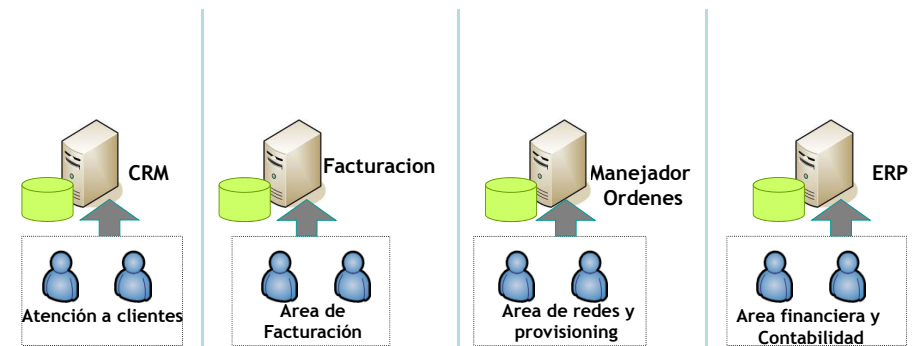 CRM
Facturacion
Manejador
Ordenes
ERP
Atención a clientes
Area de
Facturación
Area de redes y
provisioning
Area financiera y
Contabilidad